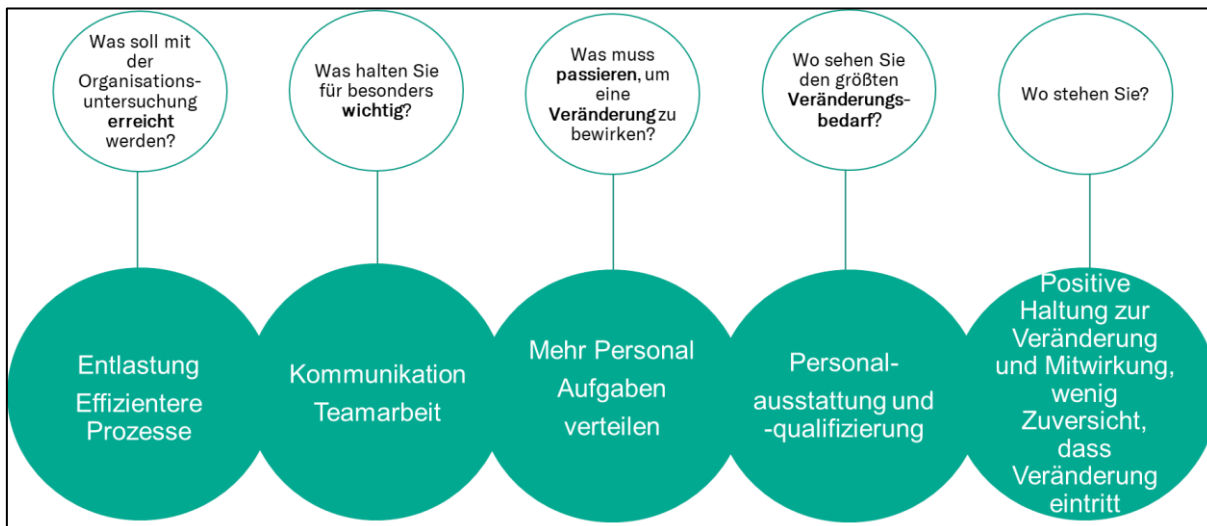 Was soll mit
der
Organisations-
untersuchung
erreicht
werden?
Was halten Sie
für besonders
wichtig?
Was muss
passieren, um
eine
Veränderung zu
bewirken?
Wo sehen Sie
den größten
Veränderungs-
bedarf?
Wo stehen Sie?
Entlastung
Effizientere
Prozesse
Kommunikation
Teamarbeit
Mehr Personal
Aufgaben
verteilen
Personal-
ausstattung und
-qualifizierung
Positive
Haltung zur
Veränderung
und Mitwirkung,
wenig
Zuversicht,
dass
Veränderung
eintritt